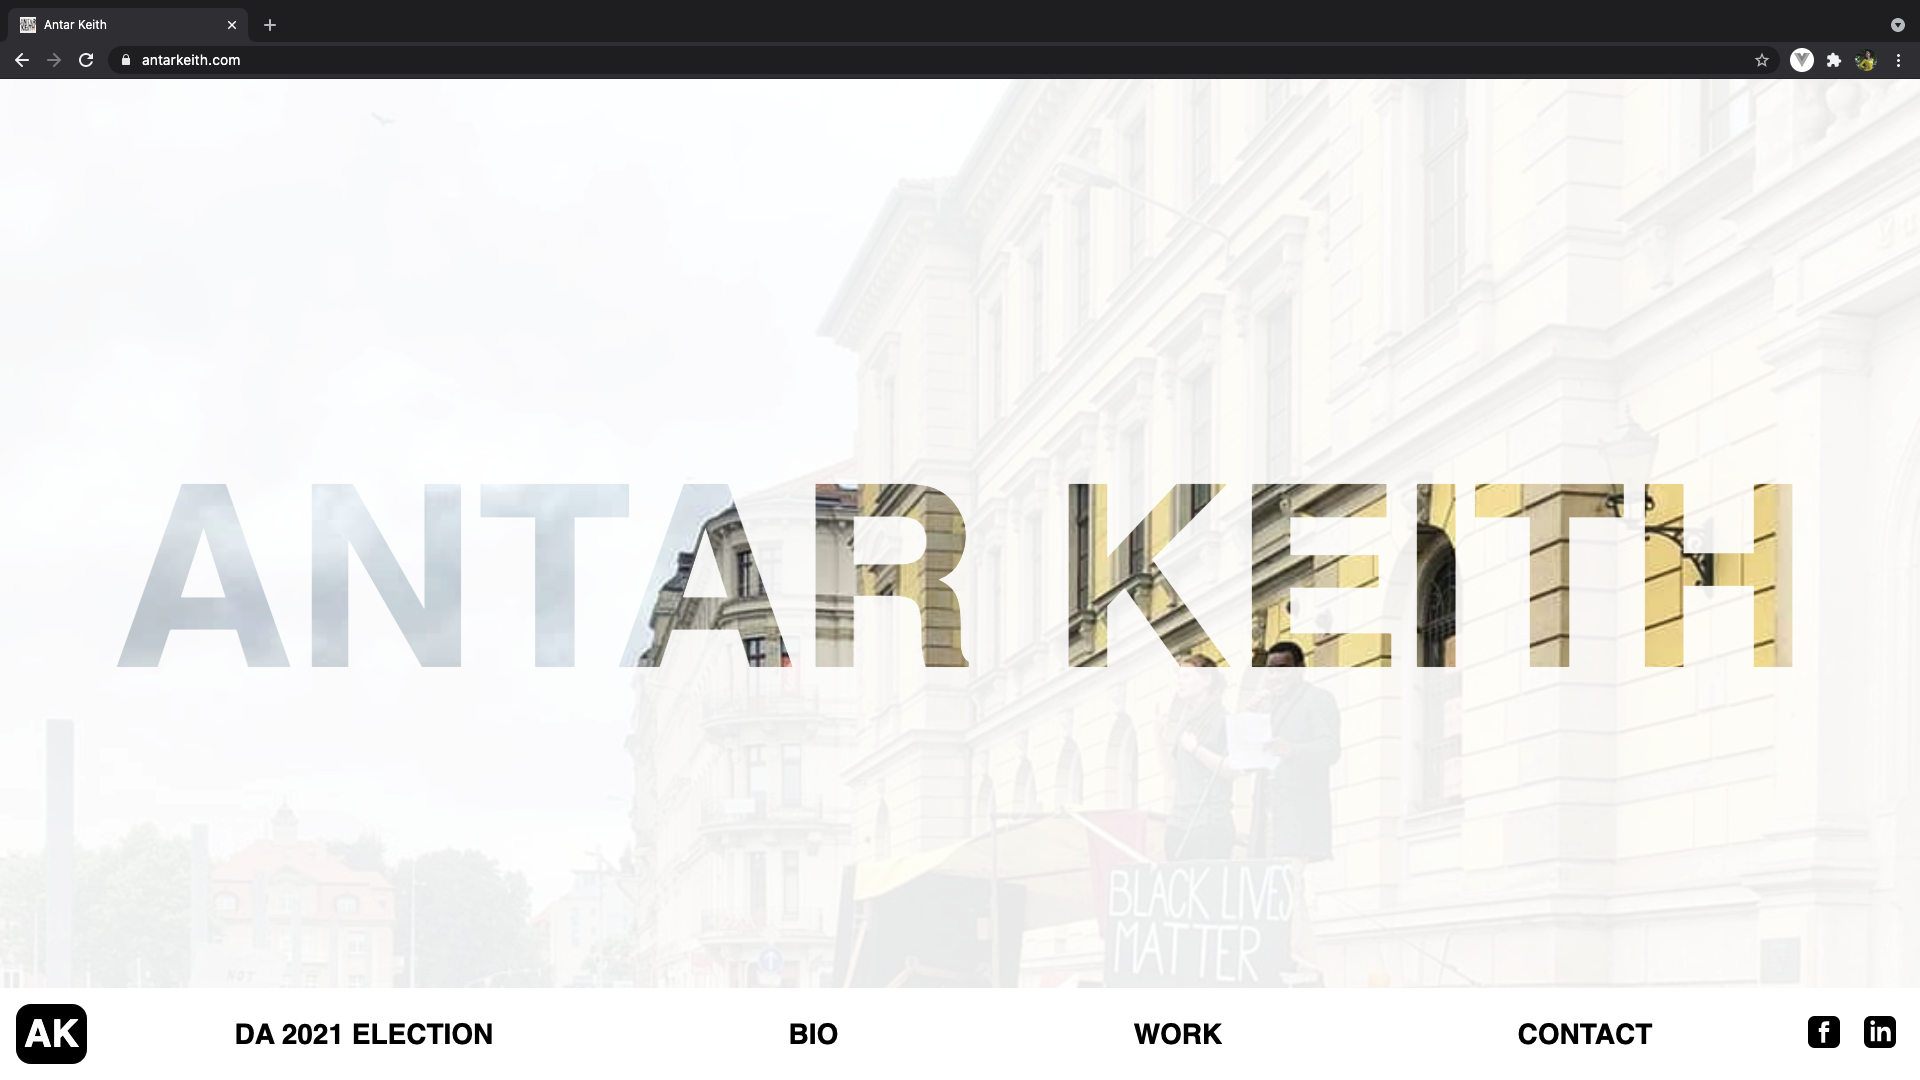 Antar Keith
antarkeith.com
ANTAR KEITH
BLACK LIVES
MATTER
AK
DA 2021 ELECTION
BIO
WORK
CONTACT
f
in